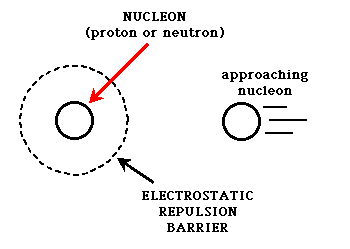 NUCLEON
(proton or neutron)
approaching
nucleon
ELECTROSTATIC
REPULSION
BARRIER